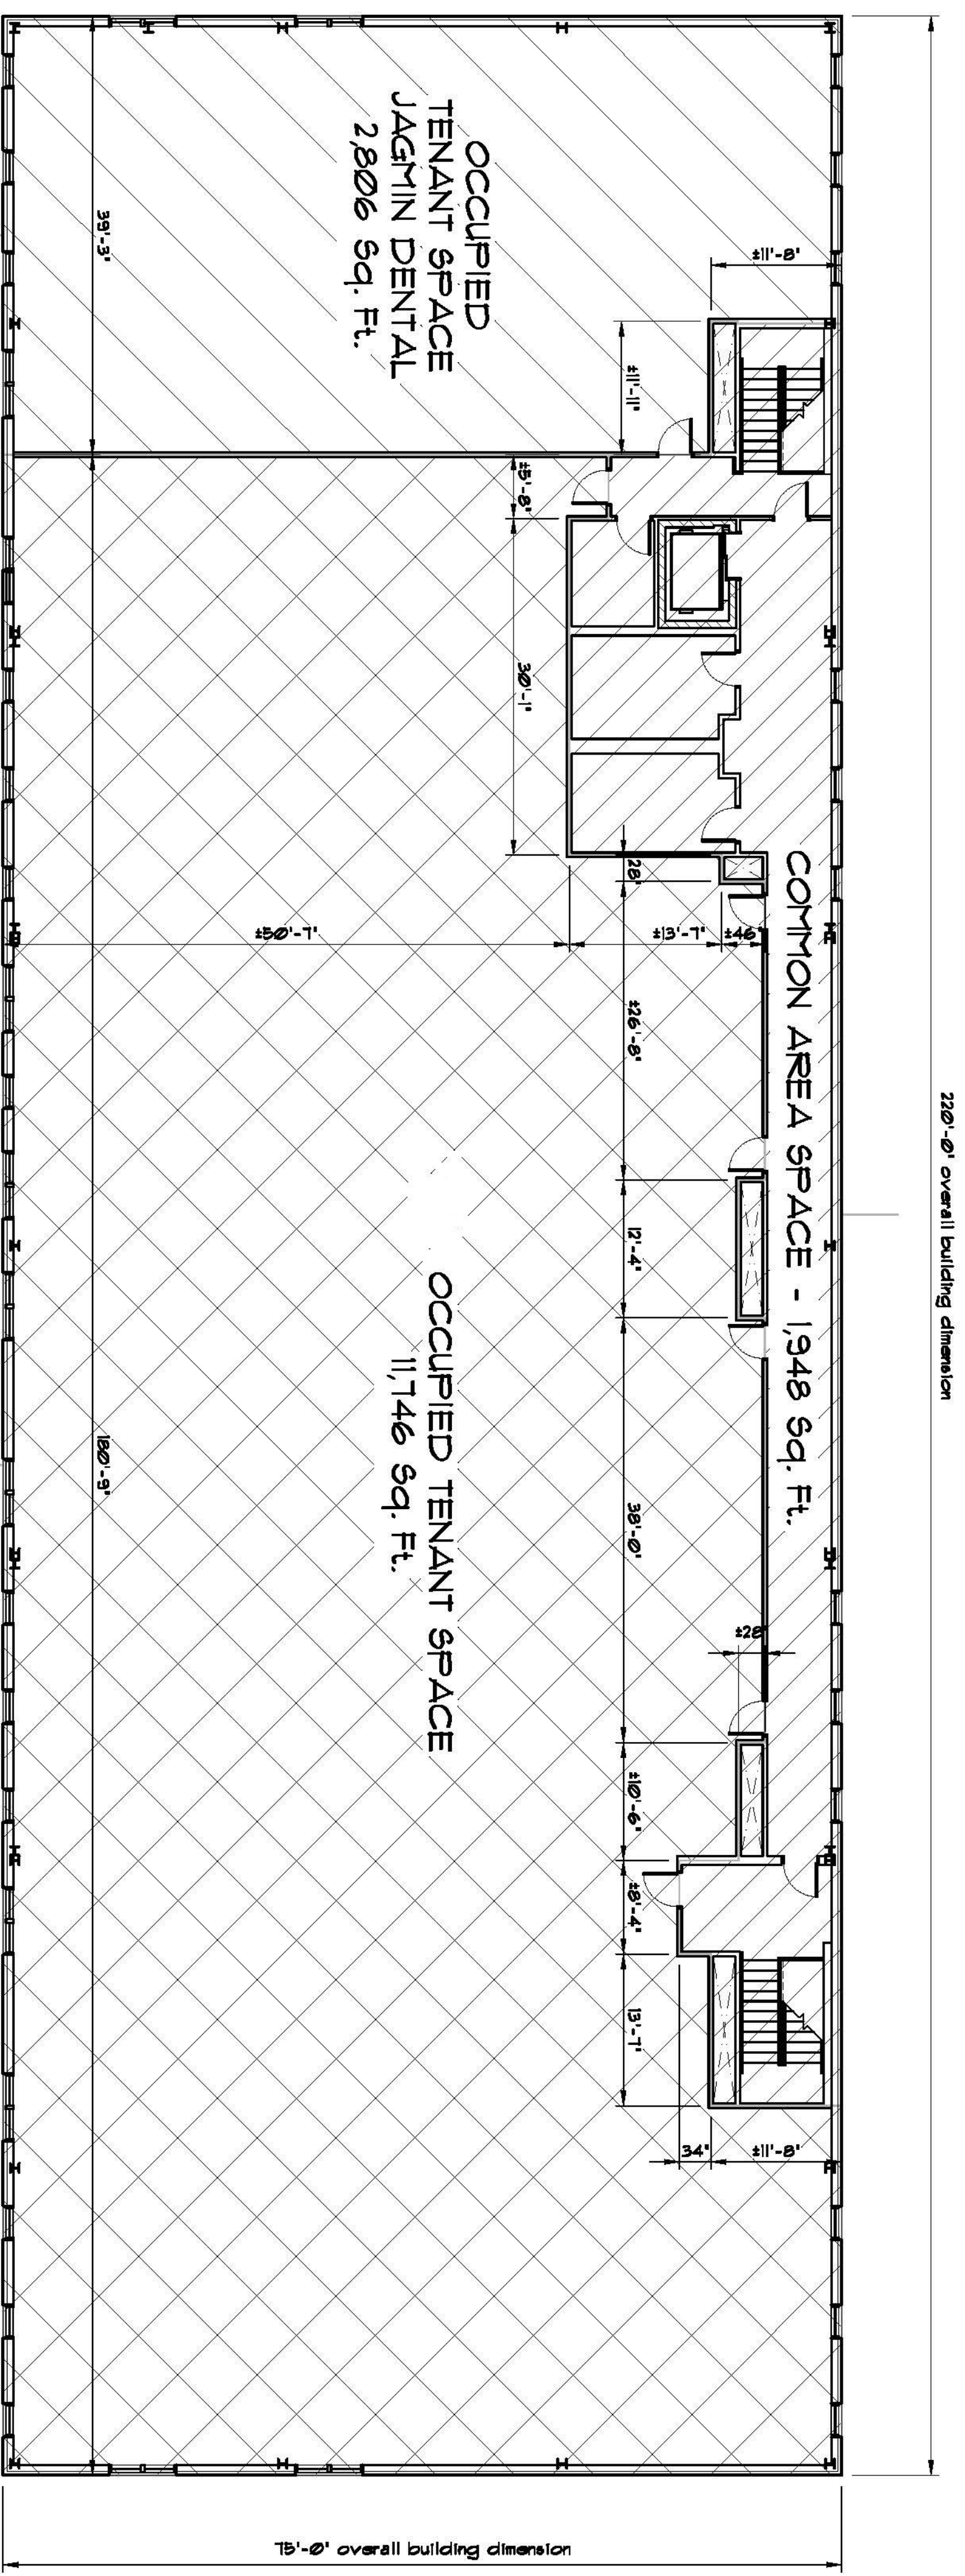 OCCUPIED
TENANT SPACE
JAGMIN DENTAL
2,806 Sq. Ft.
39'-3"
±11'-8"
±11'-11"
±5'-8"
30'-1"
28"
±50'-7"
±13'-7"
±46"
COMMON AREA SPACE - 1,948 Sq. Ft.
220'-0" overall building dimension
±26'-8"
12'-4"
OCCUPIED TENANT SPACE
11,746 Sq. Ft.
180'-9"
38'-0"
±28"
±10'-6"
±8'-4"
13'-7"
34"
±11'-8"
75'-0" overall building dimension